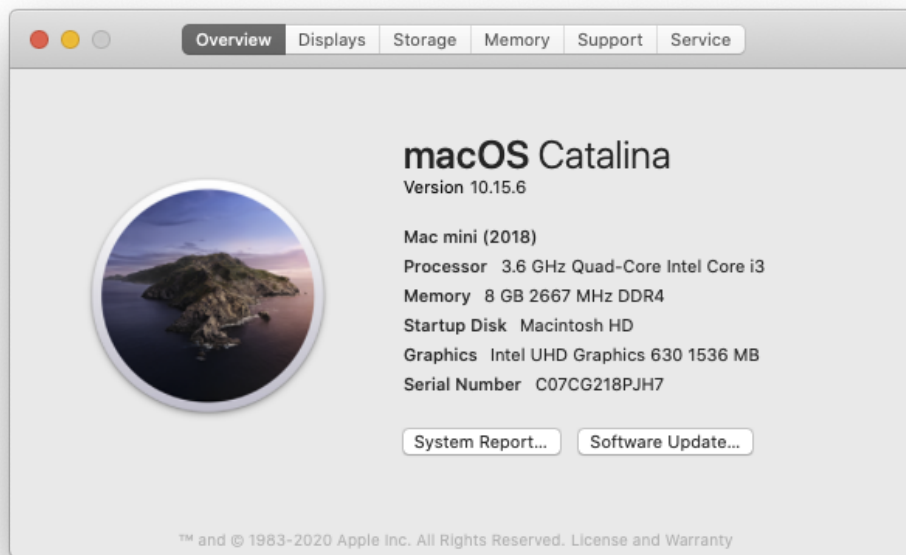 Overview Displays Storage Memory Support Service
macOS Catalina
Version 10.15.6
Mac mini (2018)
Processor 3.6 GHz Quad-Core Intel Core i3
Memory 8 GB 2667 MHz DDR4
Startup Disk Macintosh HD
Graphics Intel UHD Graphics 630 1536 MB
Serial Number C07CG218PJH7
System Report... Software Update...
™ and © 1983-2020 Apple Inc. All Rights Reserved. License and Warranty